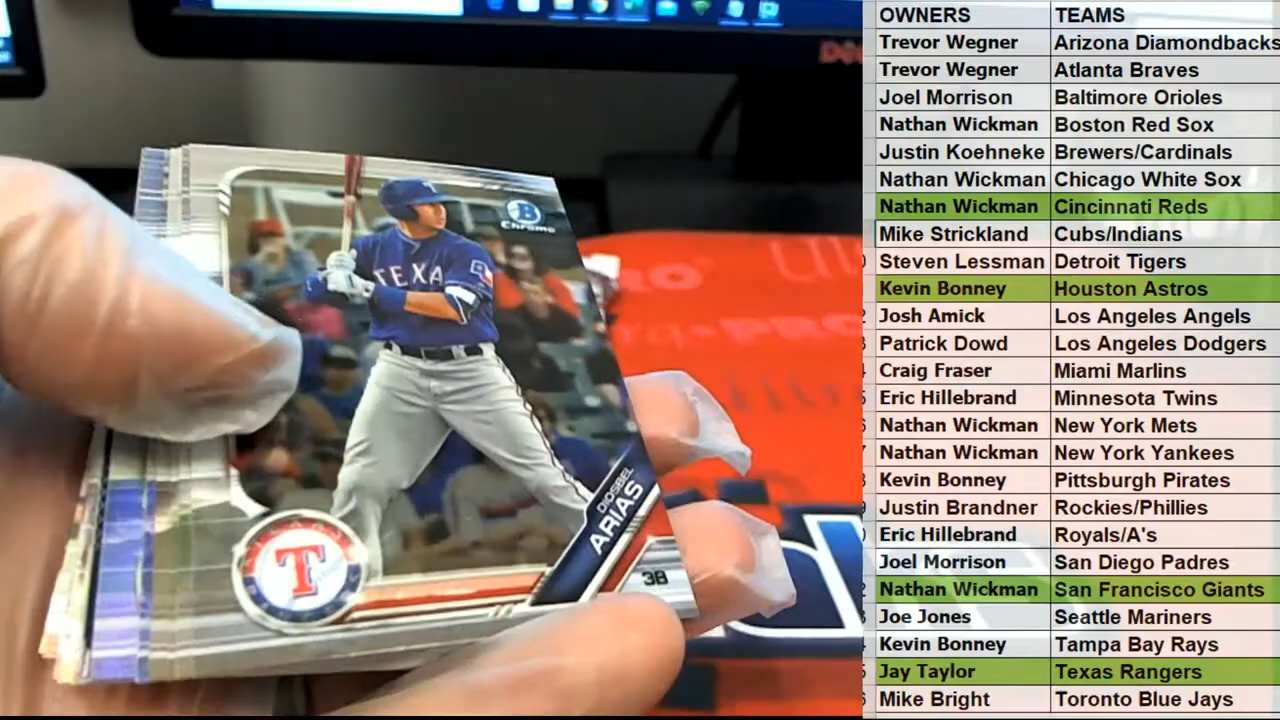 B
Chrome
TEXA
DIOSBEL
ARIAS
T
3B
PRO
OWNERS TEAMS
Trevor Wegner Arizona Diamondbacks
Trevor Wegner Atlanta Braves
Joel Morrison Baltimore Orioles
Nathan Wickman Boston Red Sox
Justin Koehneke Brewers/Cardinals
Nathan Wickman Chicago White Sox
Nathan Wickman Cincinnati Reds
Mike Strickland Cubs/Indians
Steven Lessman Detroit Tigers
Kevin Bonney Houston Astros
Josh Amick Los Angeles Angels
Patrick Dowd Los Angeles Dodgers
Craig Fraser Miami Marlins
Eric Hillebrand Minnesota Twins
Nathan Wickman New York Mets
Nathan Wickman New York Yankees
Kevin Bonney Pittsburgh Pirates
Justin Brandner Rockies/Phillies
Eric Hillebrand Royals/A's
Joel Morrison San Diego Padres
Nathan Wickman San Francisco Giants
Joe Jones Seattle Mariners
Kevin Bonney Tampa Bay Rays
Jay Taylor Texas Rangers
Mike Bright Toronto Blue Jays